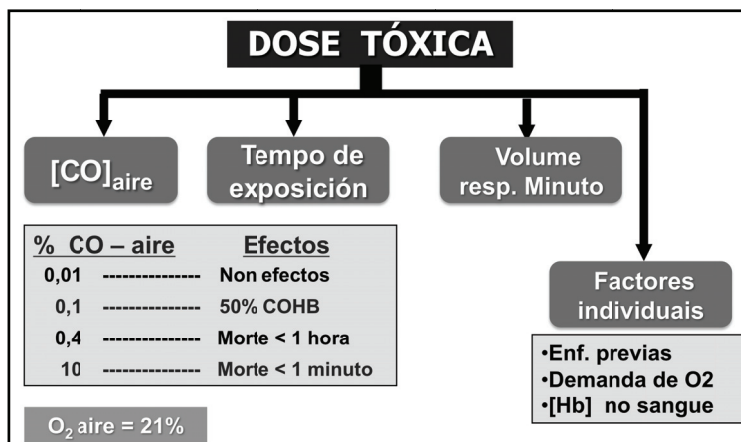 DOSE TÓXICA
[CO]aire
Tempo de
exposición
Volume
resp. Minuto
% CO – aire Efectos
0,01 --------------- Non efectos
0,1 --------------- 50% COHB
0,4 --------------- Morte < 1 hora
10 --------------- Morte < 1 minuto
O2 aire = 21%
Factores
individuais
•Enf. previas
•Demanda de O2
•[Hb] no sangue